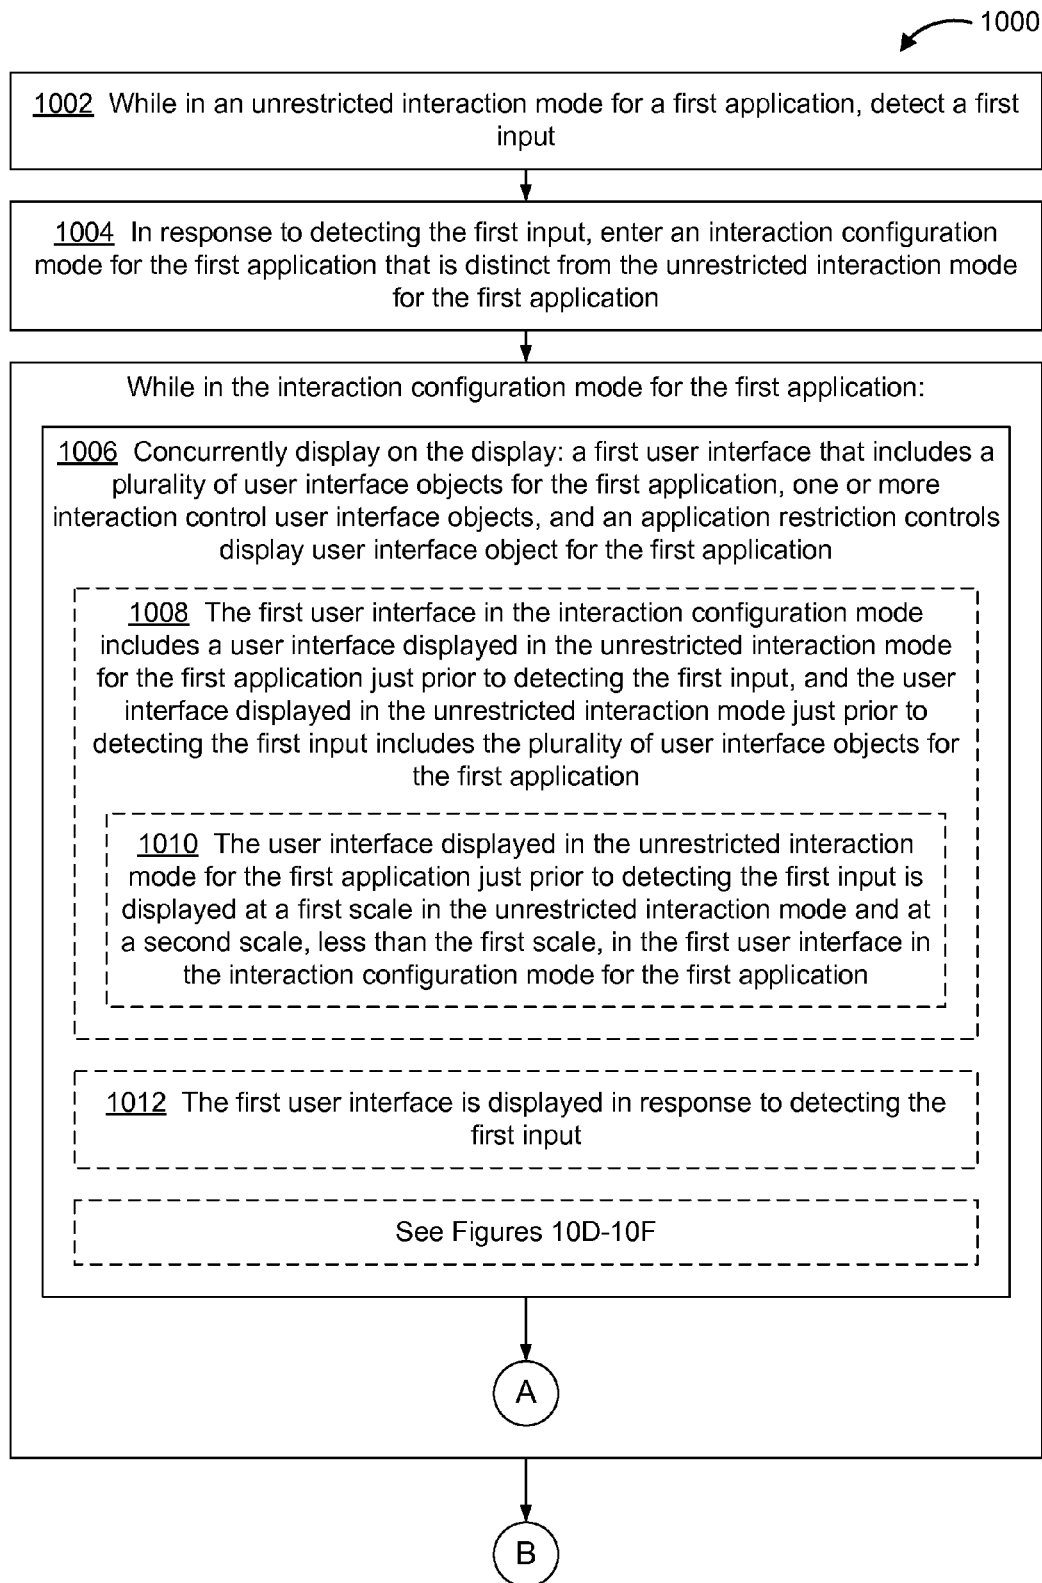 1000
1002 While in an unrestricted interaction mode for a first application, detect a first
input
1004 In response to detecting the first input, enter an interaction configuration
mode for the first application that is distinct from the unrestricted interaction mode
for the first application
While in the interaction configuration mode for the first application:
1006 Concurrently display on the display: a first user interface that includes a
plurality of user interface objects for the first application, one or more
interaction control user interface objects, and an application restriction controls
display user interface object for the first application
1008 The first user interface in the interaction configuration mode
includes a user interface displayed in the unrestricted interaction mode
for the first application just prior to detecting the first input, and the user
interface displayed in the unrestricted interaction mode just prior to
detecting the first input includes the plurality of user interface objects for
the first application
1010 The user interface displayed in the unrestricted interaction
mode for the first application just prior to detecting the first input is
displayed at a first scale in the unrestricted interaction mode and at
a second scale, less than the first scale, in the first user interface in
the interaction configuration mode for the first application
1012 The first user interface is displayed in response to detecting the
first input
See Figures 10D-10F
A
B